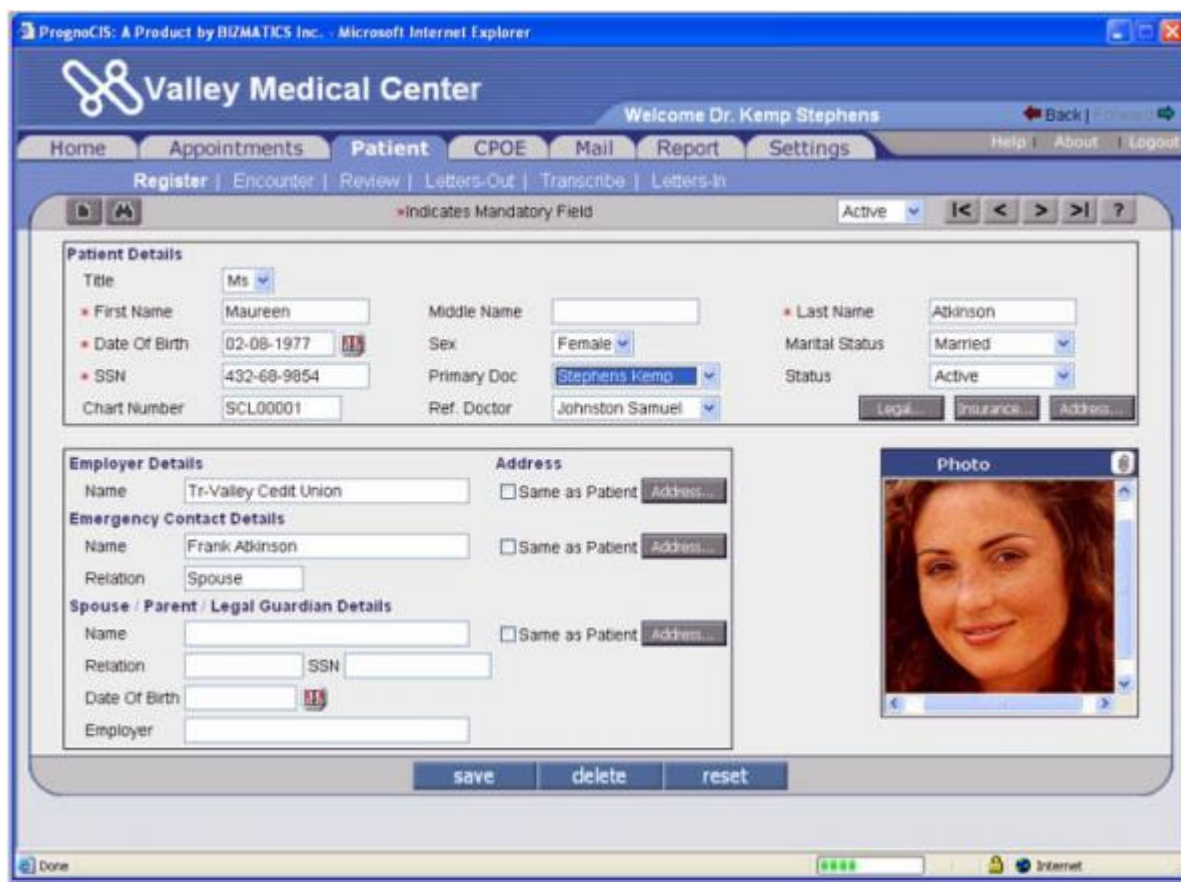 PrognoCIS: A Product by BIZMATICS Inc. - Microsoft Internet Explorer
Valley Medical Center
Welcome Dr. Kemp Stephens Back | Forward
Home Appointments Patient CPOE Mail Report Settings Help | About | Logout
Register | Encounter | Review | Letters-Out | Transcribe | Letters-In
*Indicates Mandatory Field Active |< < > >| ?
Patient Details
Title Ms
* First Name Maureen Middle Name * Last Name Atkinson
* Date Of Birth 02-08-1977 Sex Female Marital Status Married
* SSN 432-68-9854 Primary Doc Stephens Kemp Status Active
Chart Number SCL00001 Ref. Doctor Johnston Samuel Legal... Insurance... Address...
Employer Details Address
Name Tr-Valley Cedit Union Same as Patient Address...
Emergency Contact Details
Name Frank Atkinson Same as Patient Address...
Relation Spouse
Spouse / Parent / Legal Guardian Details
Name Same as Patient Address...
Relation SSN
Date Of Birth
Employer
Photo
save delete reset
Done Internet